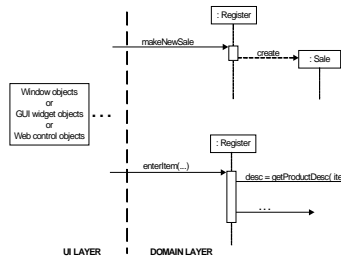 : Register
makeNewSale
create
: Sale
Window objects
or
GUI widget objects
or
Web control objects
. . .
: Register
enterItem(...)
desc = getProductDesc( ite
. . .
UI LAYER
DOMAIN LAYER